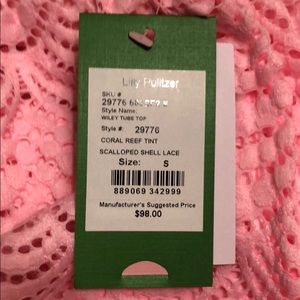 Lilly Pulitzer
SKU #
29776
Style Name:
WILEY TUBE TOP
Style #: 29776
CORAL REEF TINT
SCALLOPED SHELL LACE
Size: S
889069 342999
Manufacturer's Suggested Price
$98.00